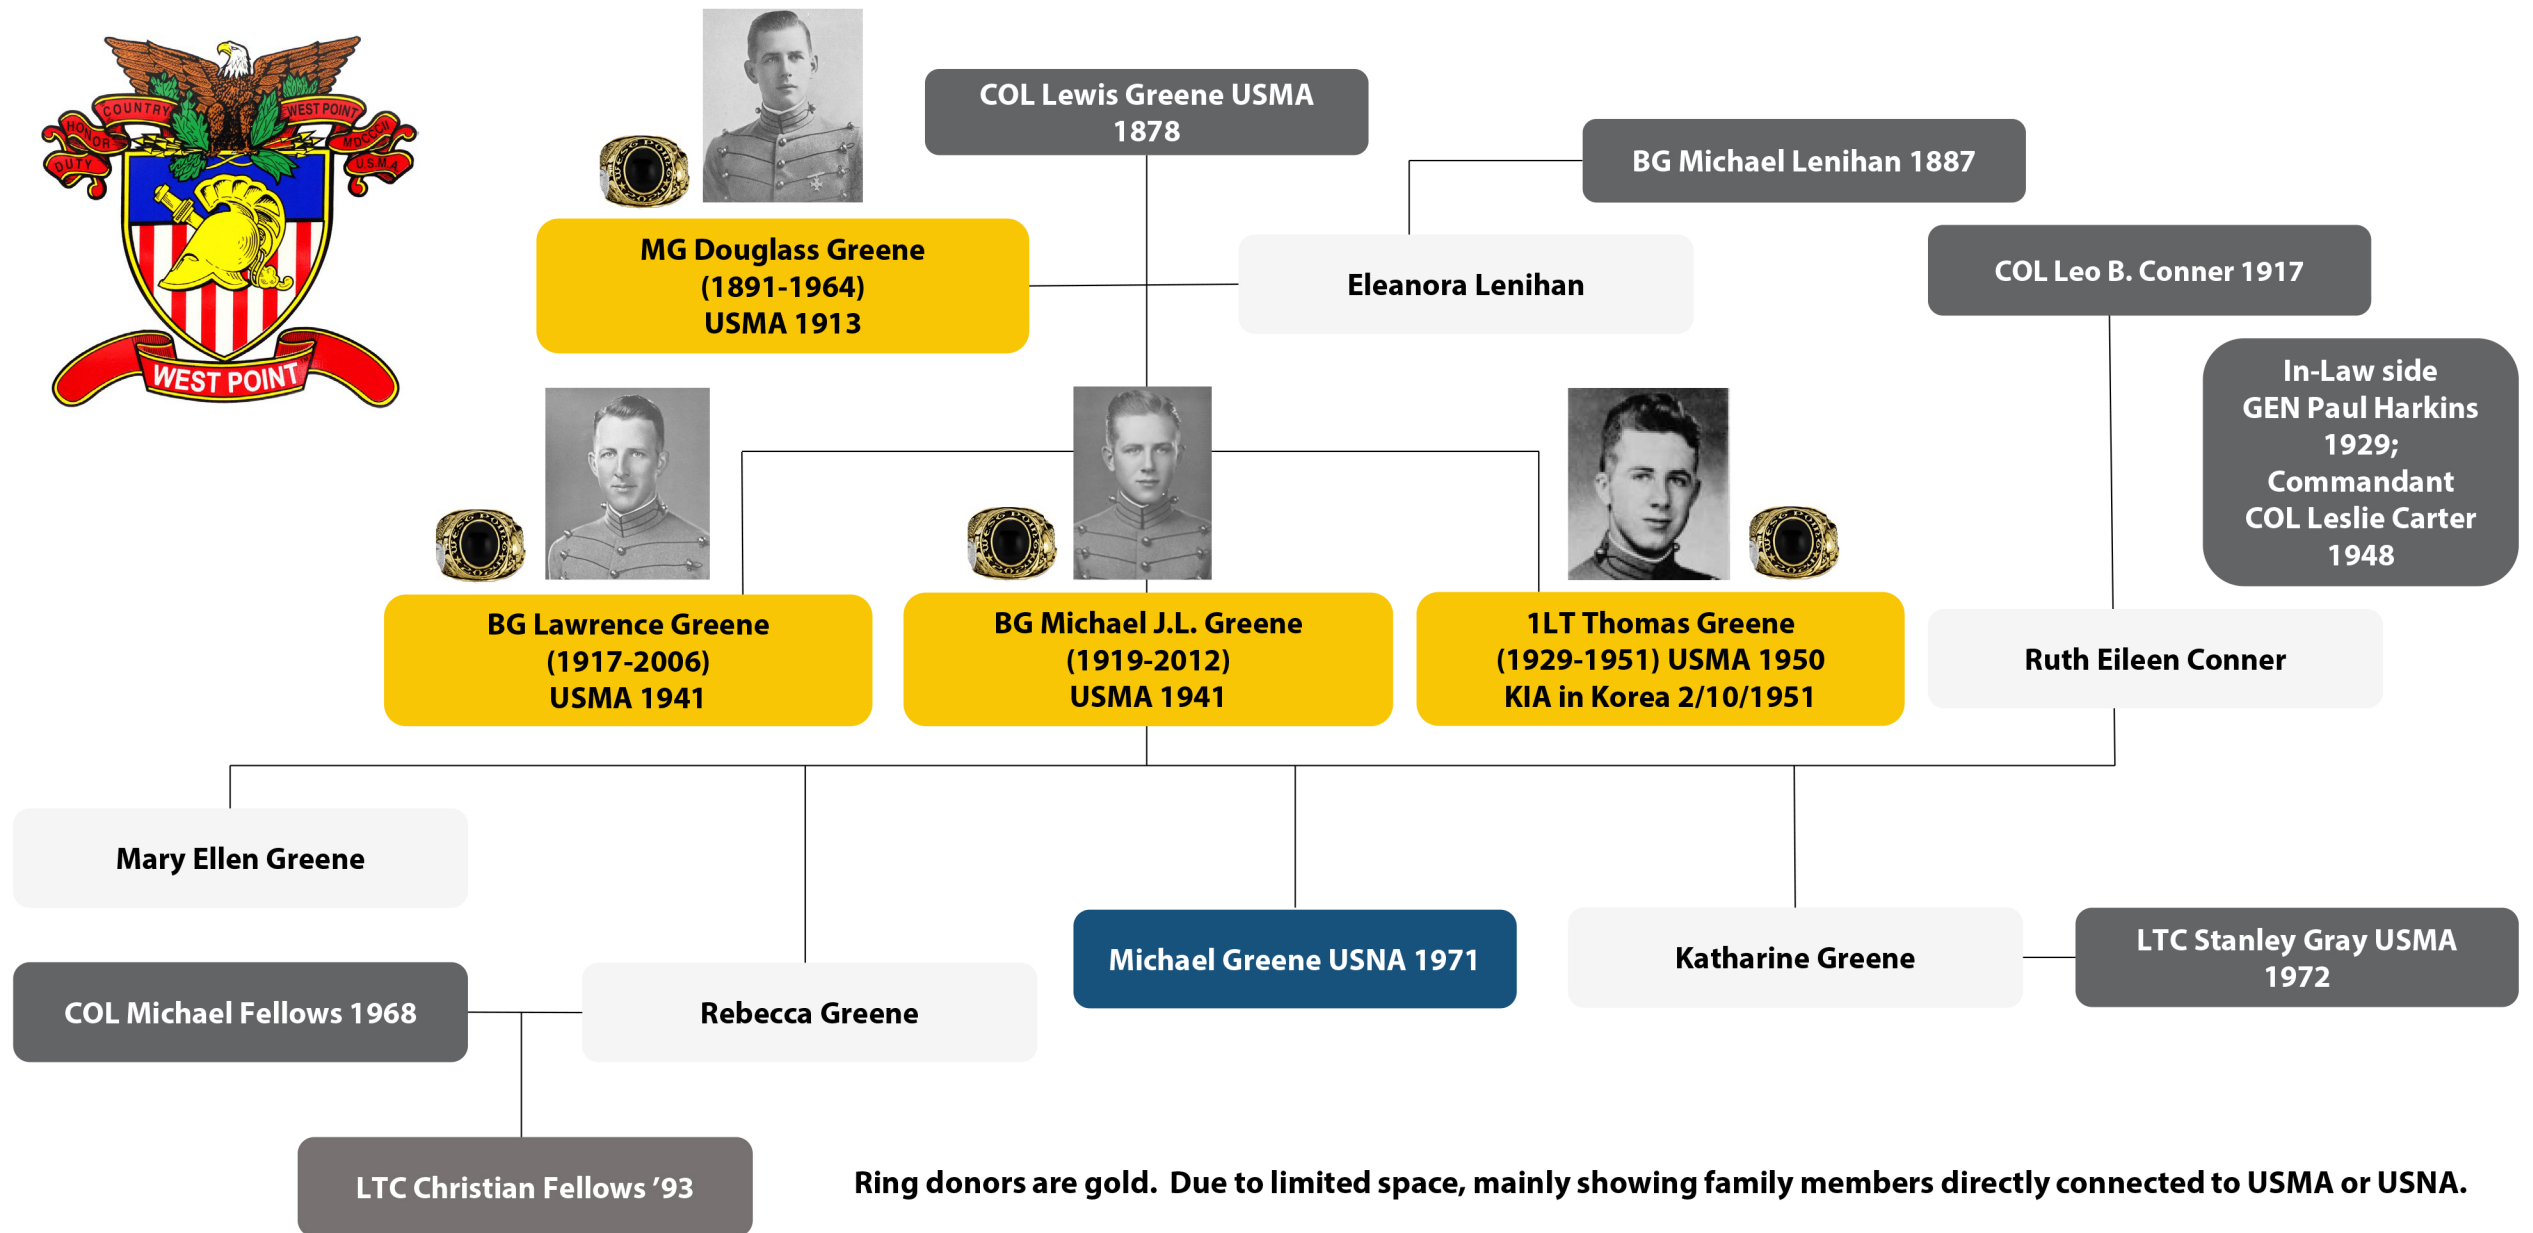 COUNTRY
WEST POINT
HONOR
MDCCCII
DUTY
U.S.M.A
WEST POINT
COL Lewis Greene USMA
1878
BG Michael Lenihan 1887
MG Douglass Greene
(1891-1964)
USMA 1913
Eleanora Lenihan
COL Leo B. Conner 1917
In-Law side
GEN Paul Harkins
1929;
Commandant
COL Leslie Carter
1948
BG Lawrence Greene
(1917-2006)
USMA 1941
BG Michael J.L. Greene
(1919-2012)
USMA 1941
1LT Thomas Greene
(1929-1951) USMA 1950
KIA in Korea 2/10/1951
Ruth Eileen Conner
Mary Ellen Greene
COL Michael Fellows 1968
Rebecca Greene
Michael Greene USNA 1971
Katharine Greene
LTC Stanley Gray USMA
1972
LTC Christian Fellows ’93
Ring donors are gold.  Due to limited space, mainly showing family members directly connected to USMA or USNA.